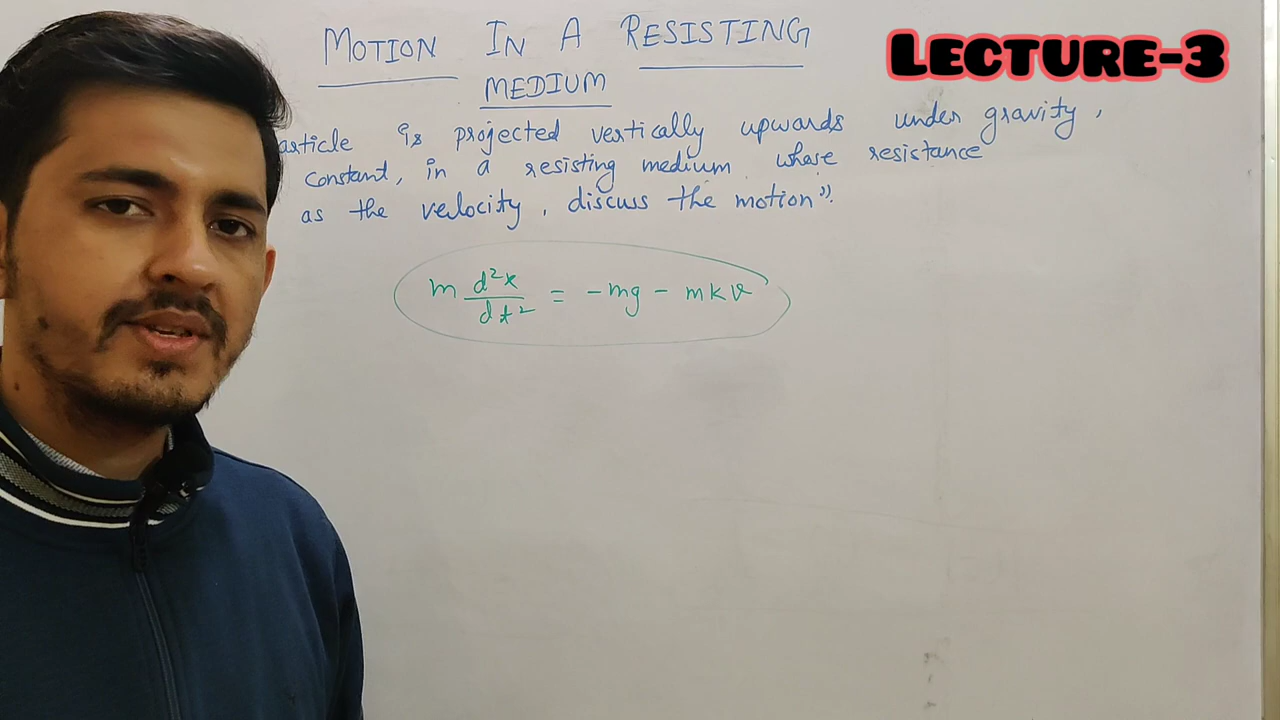 MOTION IN A RESISTING
LECTURE-3
MEDIUM
article is projected vertically upwards under gravity,
constant, in a resisting medium whose resistance
as the velocity, discuss the motion".
m d²x/dt² = -mg - mkv